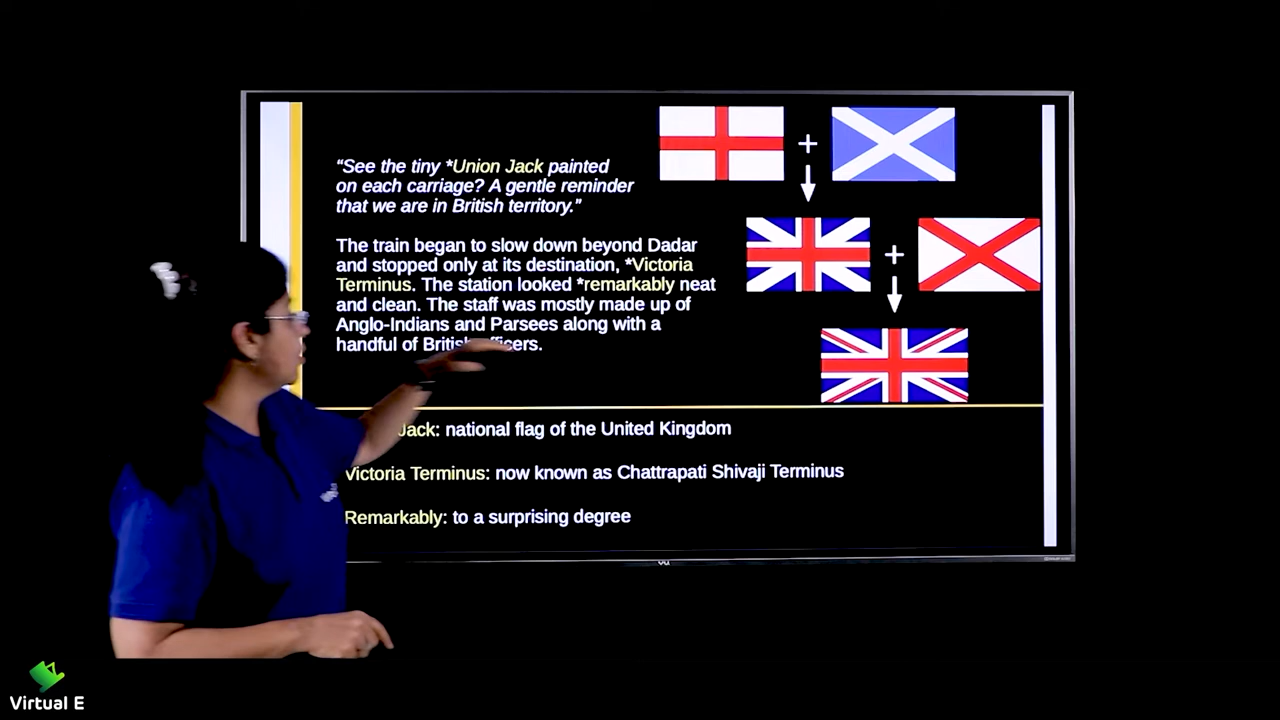 “See the tiny *Union Jack painted
on each carriage? A gentle reminder
that we are in British territory.”
The train began to slow down beyond Dadar
and stopped only at its destination, *Victoria
Terminus. The station looked *remarkably neat
and clean. The staff was mostly made up of
Anglo-Indians and Parsees along with a
handful of British officers.
Jack: national flag of the United Kingdom
Victoria Terminus: now known as Chattrapati Shivaji Terminus
Remarkably: to a surprising degree
Virtual E